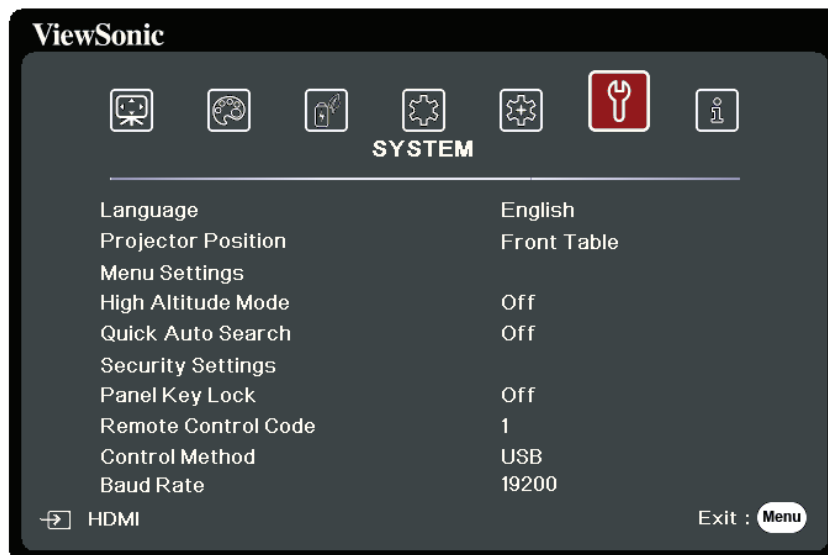 ViewSonic
SYSTEM
Language English
Projector Position Front Table
Menu Settings
High Altitude Mode Off
Quick Auto Search Off
Security Settings
Panel Key Lock Off
Remote Control Code 1
Control Method USB
Baud Rate 19200
HDMI Exit : Menu